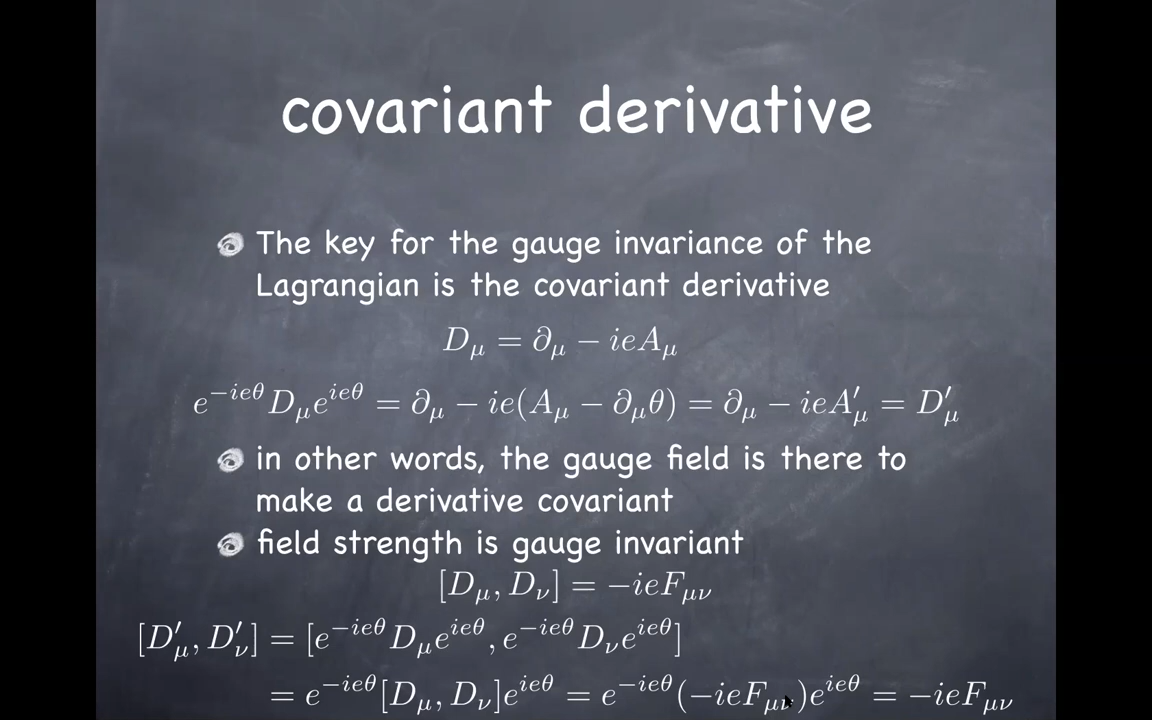 covariant derivative
The key for the gauge invariance of the
Lagrangian is the covariant derivative
D_μ = ∂_μ − ieA_μ
e^{−ieθ} D_μ e^{ieθ} = ∂_μ − ie(A_μ − ∂_μθ) = ∂_μ − ieA′_μ = D′_μ
in other words, the gauge field is there to
make a derivative covariant
field strength is gauge invariant
[D_μ, D_ν] = −ieF_{μν}
[D′_μ, D′_ν] = [e^{−ieθ} D_μ e^{ieθ}, e^{−ieθ} D_ν e^{ieθ}]
= e^{−ieθ}[D_μ, D_ν]e^{ieθ} = e^{−ieθ}(−ieF_{μν})e^{ieθ} = −ieF_{μν}